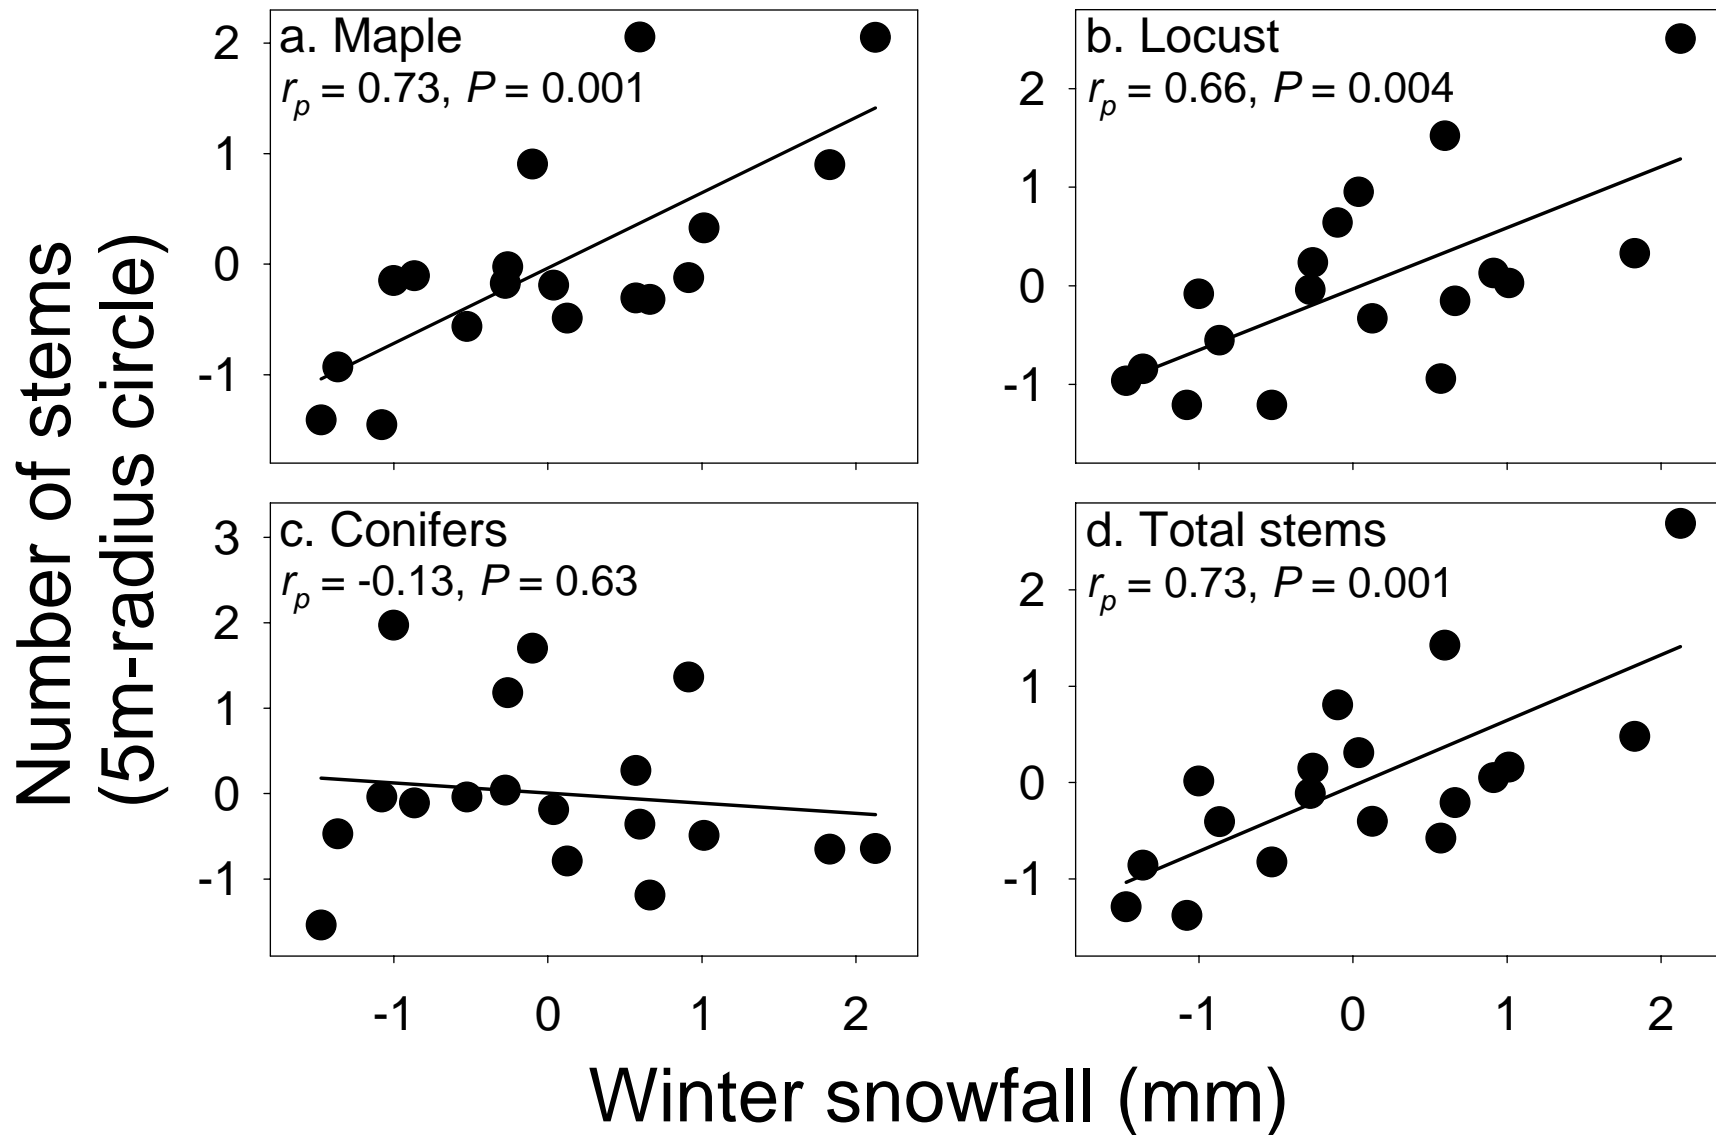 Number of stems
(5m-radius circle)
a. Maple
r_p = 0.73, P = 0.001
2
1
0
-1
b. Locust
r_p = 0.66, P = 0.004
2
1
0
-1
c. Conifers
r_p = -0.13, P = 0.63
3
2
1
0
-1
-1 0 1 2
d. Total stems
r_p = 0.73, P = 0.001
2
1
0
-1
-1 0 1 2
Winter snowfall (mm)